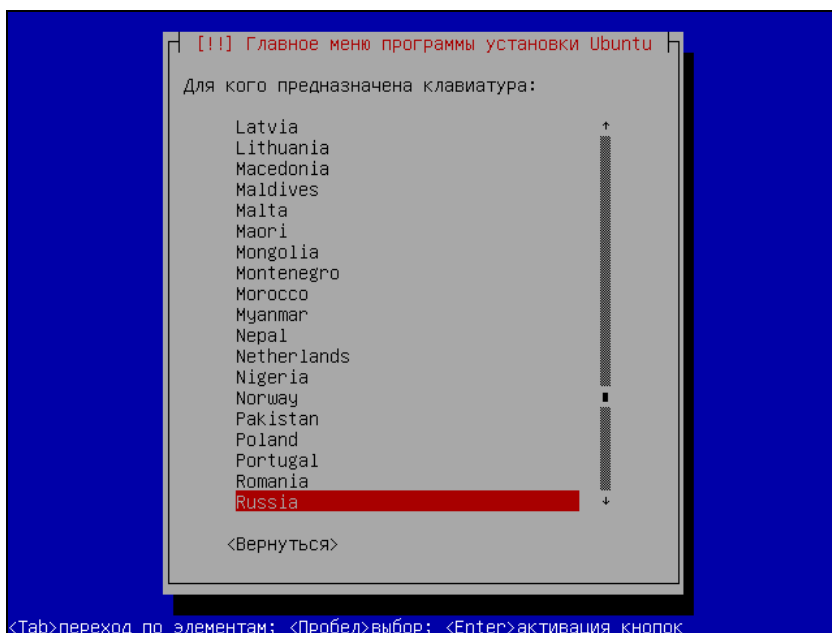 [!!] Главное меню программы установки Ubuntu
Для кого предназначена клавиатура:
Latvia
Lithuania
Macedonia
Maldives
Malta
Maori
Mongolia
Montenegro
Morocco
Myanmar
Nepal
Netherlands
Nigeria
Norway
Pakistan
Poland
Portugal
Romania
Russia
<Вернуться>
<Tab>переход по элементам; <Пробел>выбор; <Enter>активация кнопок